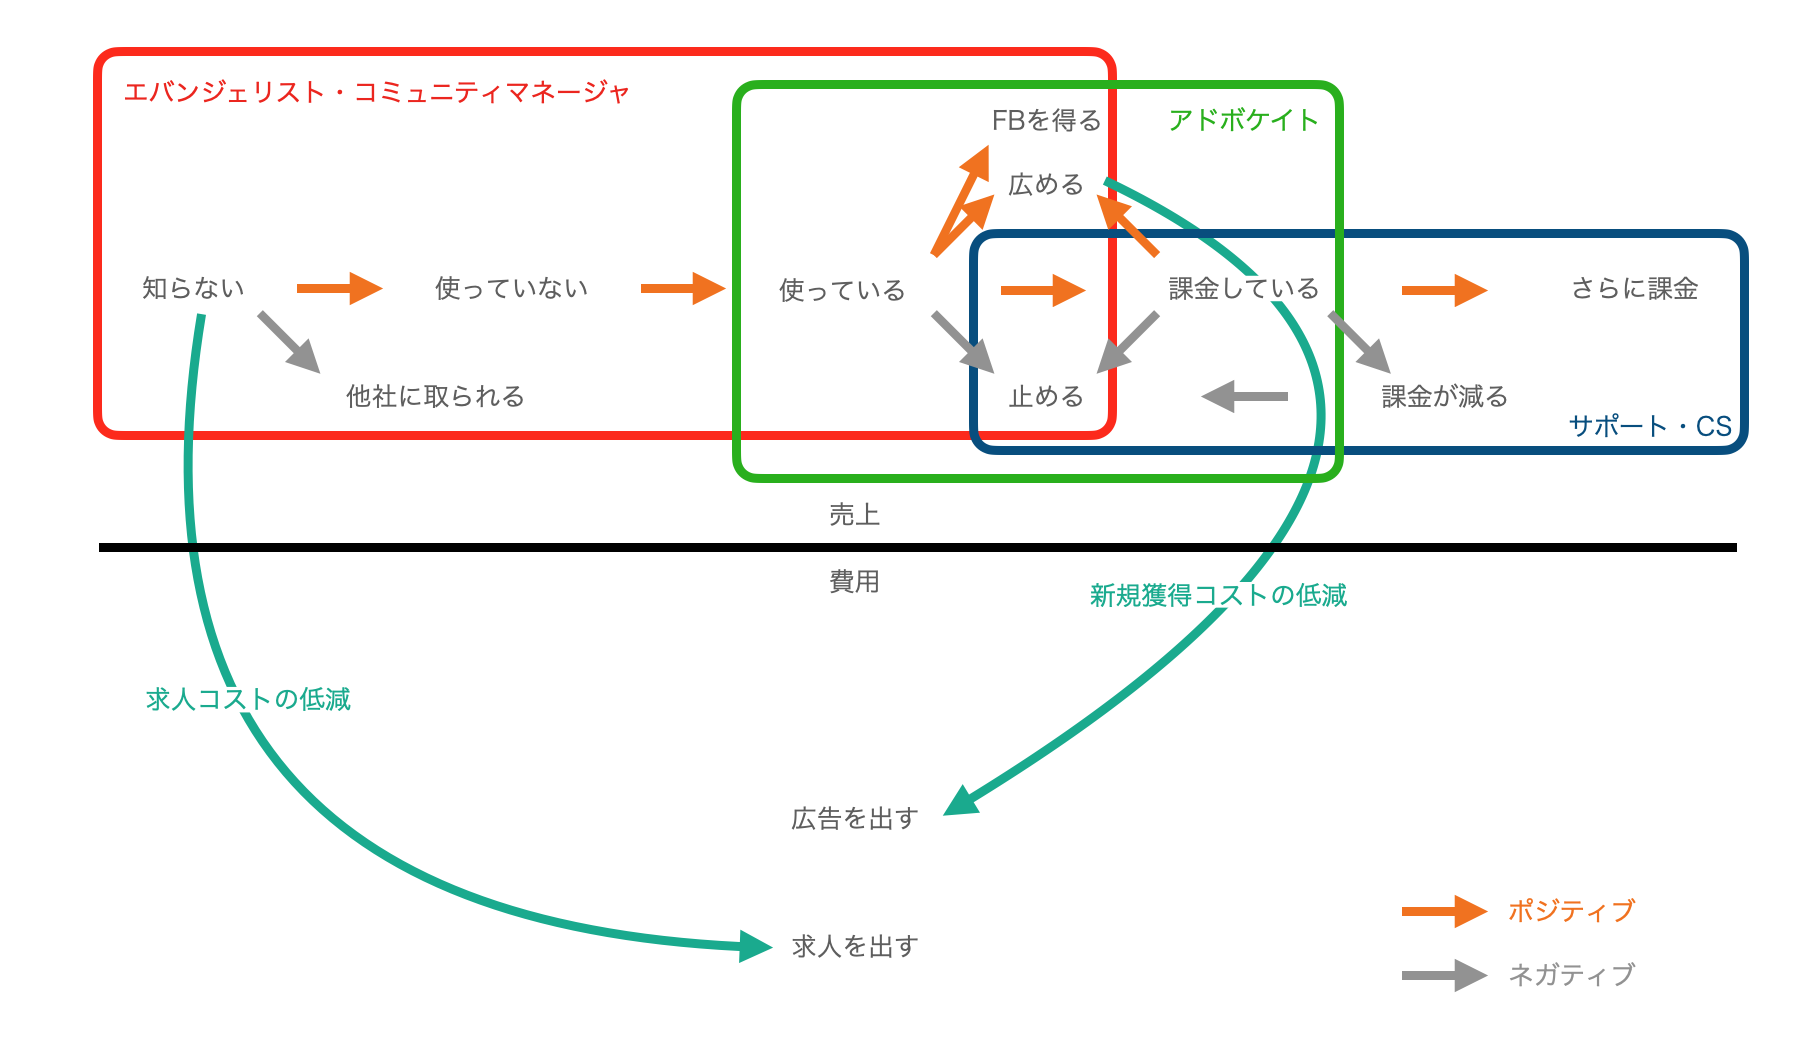 エバンジェリスト・コミュニティマネージャ
FBを得る
アドボケイト
広める
知らない
使っていない
使っている
課金している
さらに課金
他社に取られる
止める
課金が減る
サポート・CS
売上
費用
新規獲得コストの低減
求人コストの低減
広告を出す
求人を出す
ポジティブ
ネガティブ